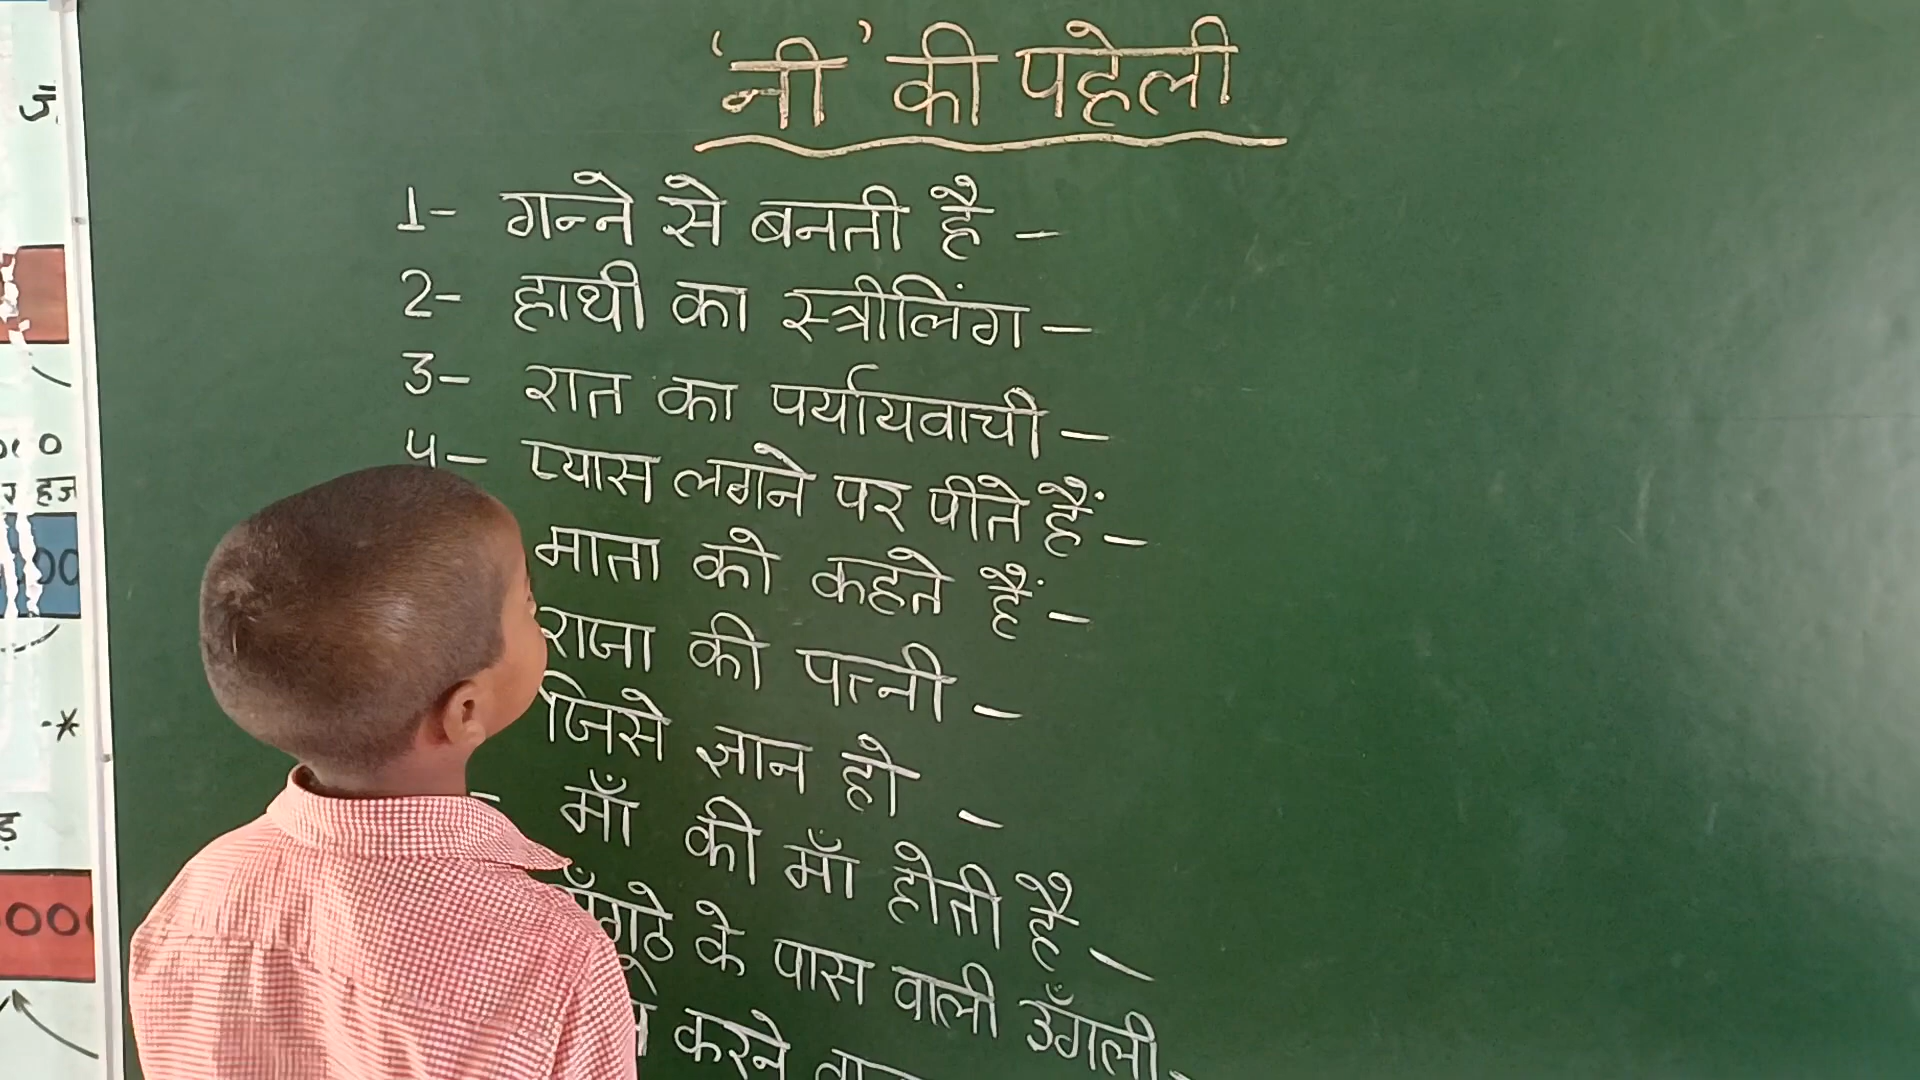 'नी' की पहेली
1- गन्ने से बनती है -
2- हाथी का स्त्रीलिंग -
3- रात का पर्यायवाची -
4- प्यास लगने पर पीते हैं -
माता को कहते हैं -
राजा की पत्नी -
जिसे ज्ञान हो -
- माँ की माँ होती है -
के पास वाली उँगली -
करने